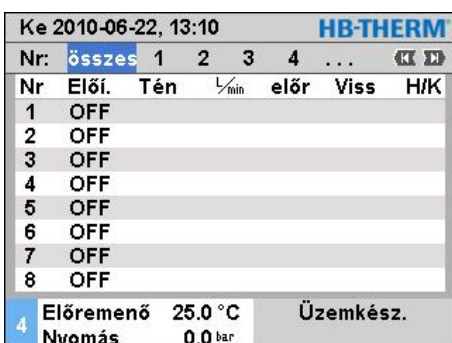 Ke 2010-06-22, 13:10 HB-THERM
Nr: összes 1 2 3 4 ...
Nr Előí. Tén L/min előr Viss H/K
1 OFF
2 OFF
3 OFF
4 OFF
5 OFF
6 OFF
7 OFF
8 OFF
4 Előremenő 25.0 °C Üzemkész.
Nyomás 0.0 bar